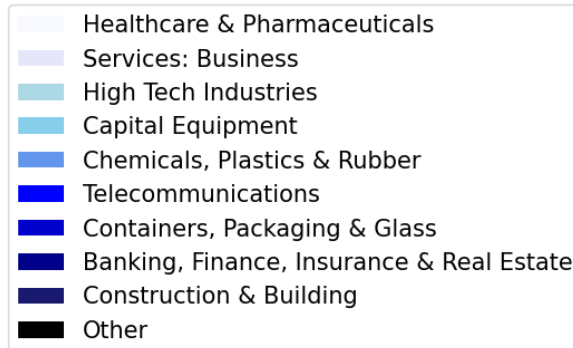 Healthcare & Pharmaceuticals
Services: Business
High Tech Industries
Capital Equipment
Chemicals, Plastics & Rubber
Telecommunications
Containers, Packaging & Glass
Banking, Finance, Insurance & Real Estate
Construction & Building
Other